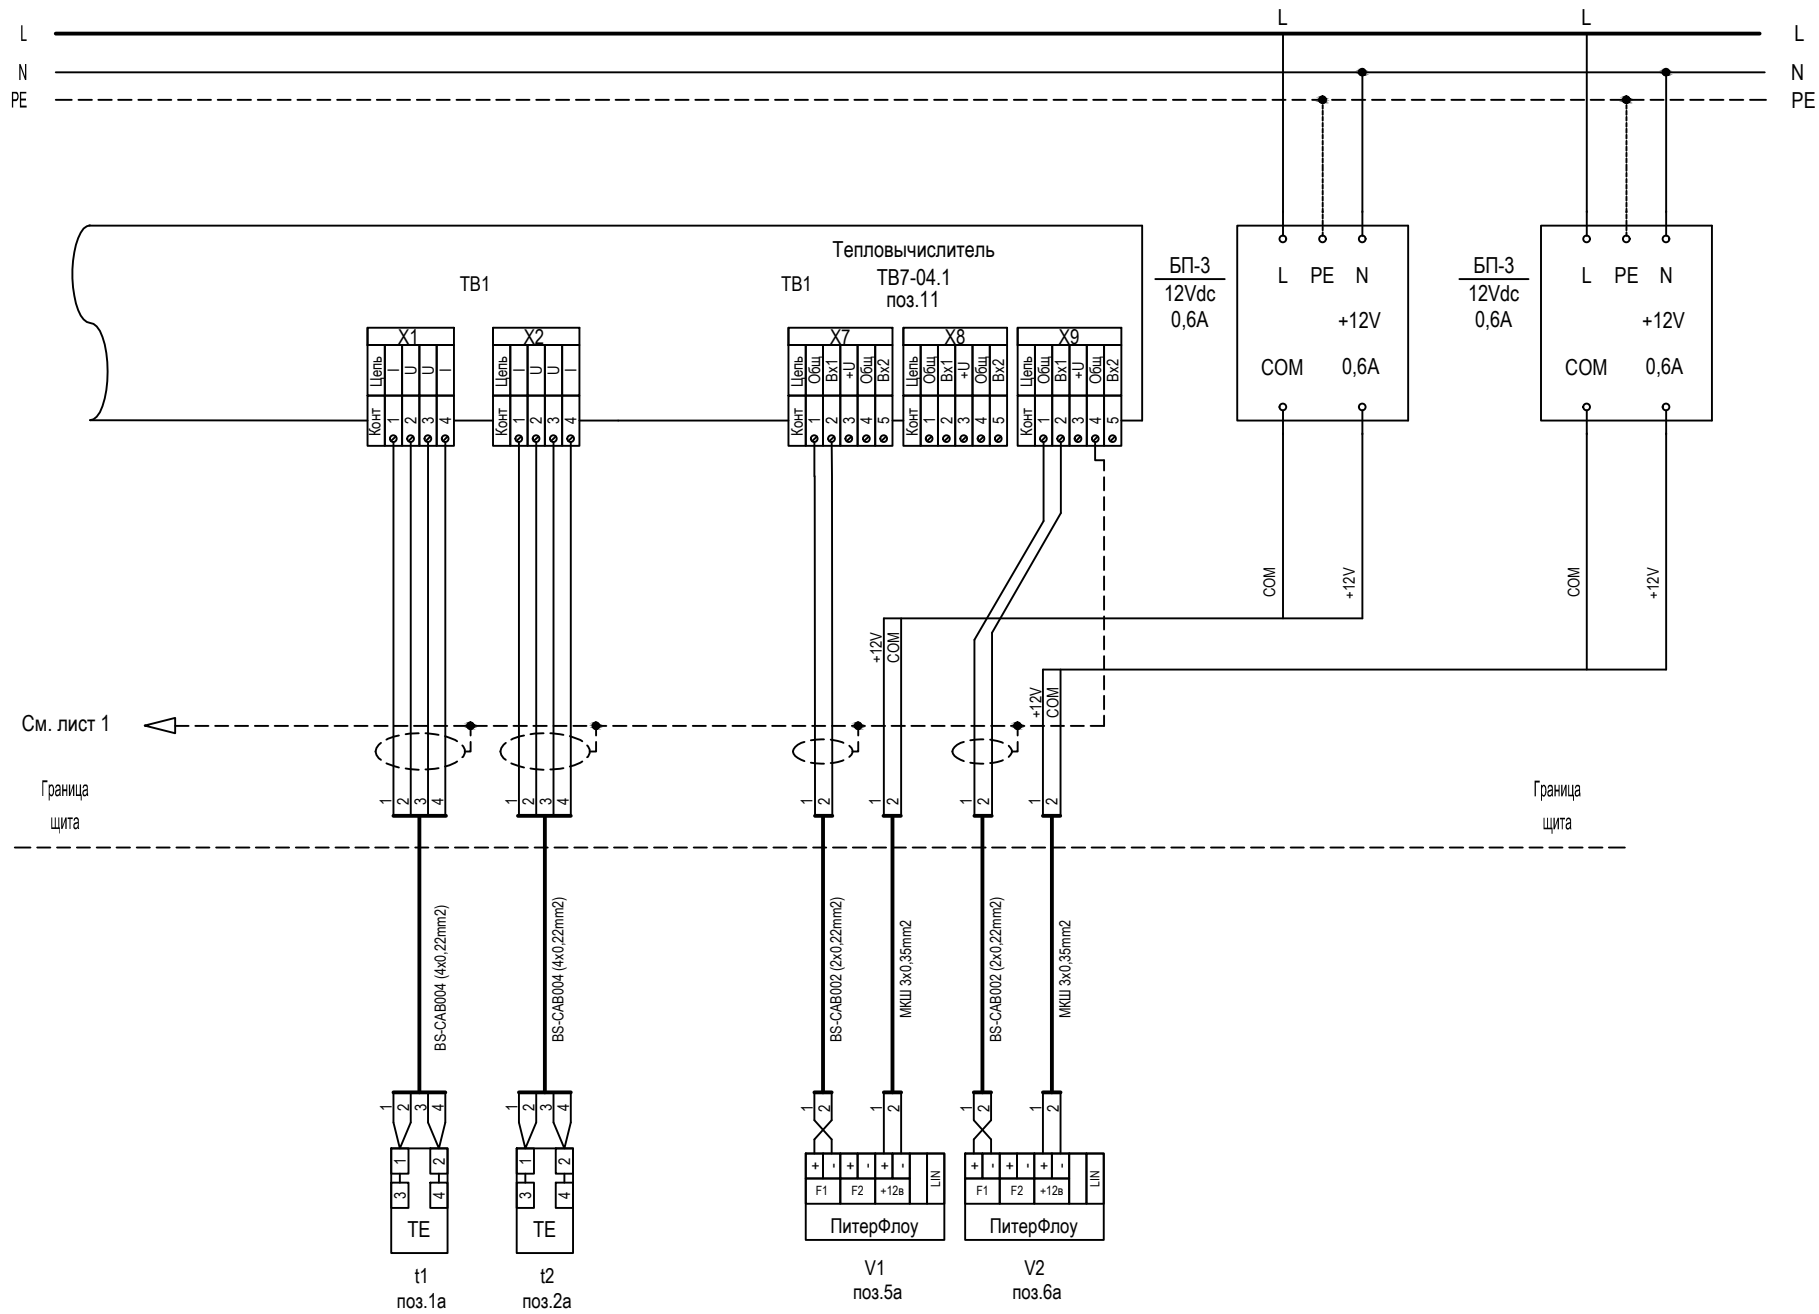 L
L
L
L
N
N
PE
PE
Тепловычислитель
ТВ7-04.1
поз.11
ТВ1
ТВ1
БП-3
12Vdc
0,6А
L PE N
+12V
COM 0,6А
БП-3
12Vdc
0,6А
L PE N
+12V
COM 0,6А
X1
Цепь I U U I
Конт 1 2 3 4
X2
Цепь I U U I
Конт 1 2 3 4
X7
Цепь Общ Вх1 +U Общ Вх2
Конт 1 2 3 4 5
X8
Цепь Общ Вх1 +U Общ Вх2
Конт 1 2 3 4 5
X9
Цепь Общ Вх1 +U Общ Вх2
Конт 1 2 3 4 5
COM
+12V
COM
+12V
+12V
COM
+12V
COM
См. лист 1
Граница
щита
Граница
щита
1 2 3 4
1 2 3 4
1 2
1 2
1 2
1 2
BS-CAB004 (4x0,22mm2)
BS-CAB004 (4x0,22mm2)
BS-CAB002 (2x0,22mm2)
МКШ 3x0,35mm2
BS-CAB002 (2x0,22mm2)
МКШ 3x0,35mm2
1 2 3 4
1 2 3 4
1 2
1 2
1 2
1 2
1 2
3 4
TE
t1
поз.1а
1 2
3 4
TE
t2
поз.2а
+ - + - + -
F1 F2 +12в LIN
ПитерФлоу
V1
поз.5а
+ - + - + -
F1 F2 +12в LIN
ПитерФлоу
V2
поз.6а